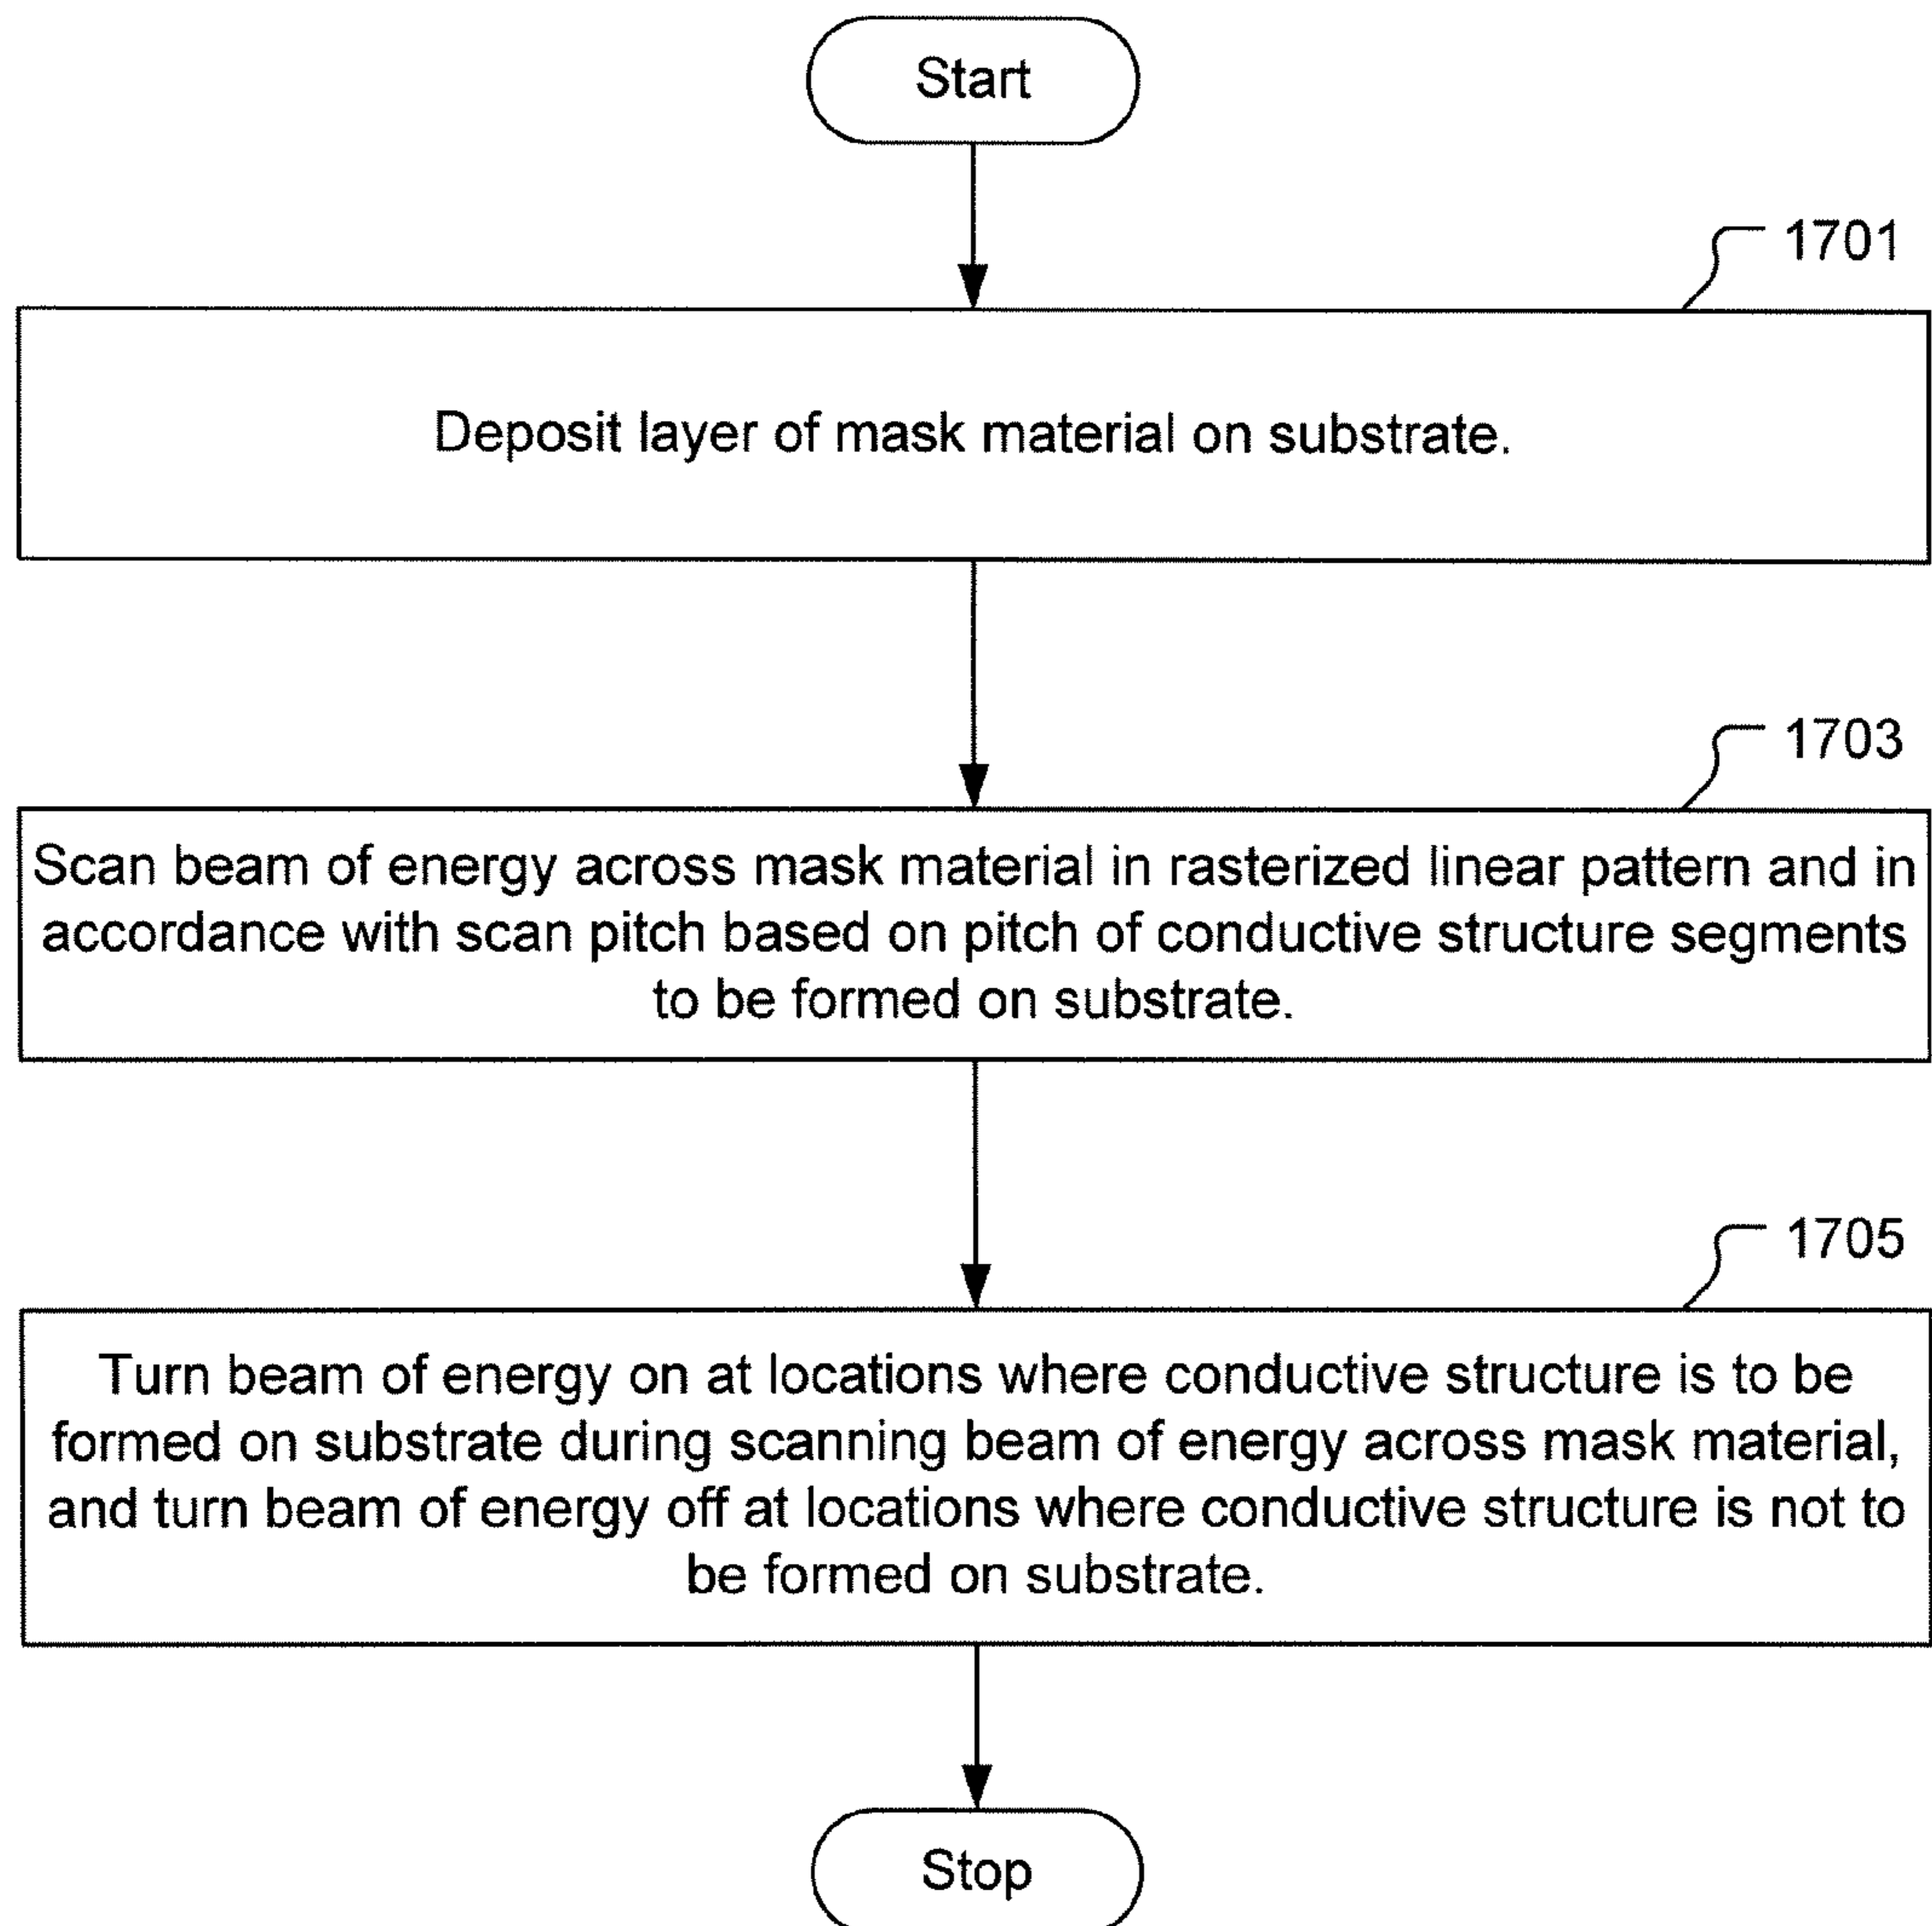 Start
1701
Deposit layer of mask material on substrate.
1703
Scan beam of energy across mask material in rasterized linear pattern and in
accordance with scan pitch based on pitch of conductive structure segments
to be formed on substrate.
1705
Turn beam of energy on at locations where conductive structure is to be
formed on substrate during scanning beam of energy across mask material,
and turn beam of energy off at locations where conductive structure is not to
be formed on substrate.
Stop